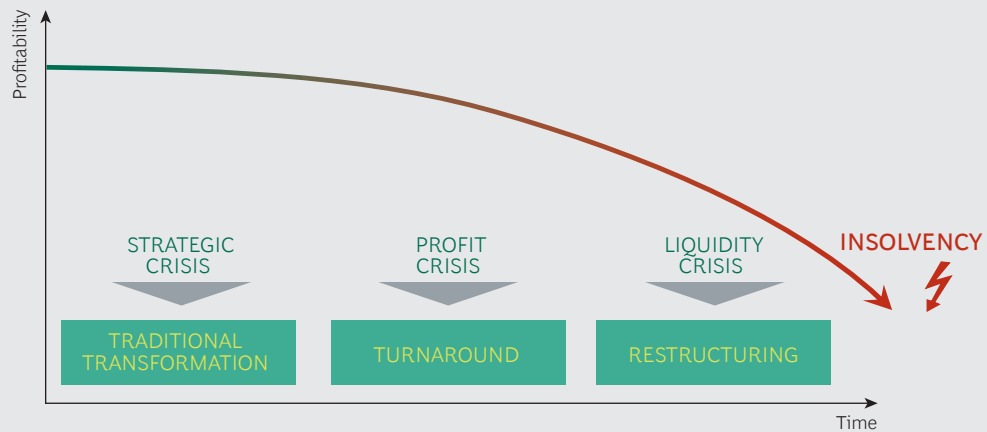 Profitability
STRATEGIC
CRISIS
PROFIT
CRISIS
LIQUIDITY
CRISIS
INSOLVENCY
TRADITIONAL
TRANSFORMATION
TURNAROUND
RESTRUCTURING
Time